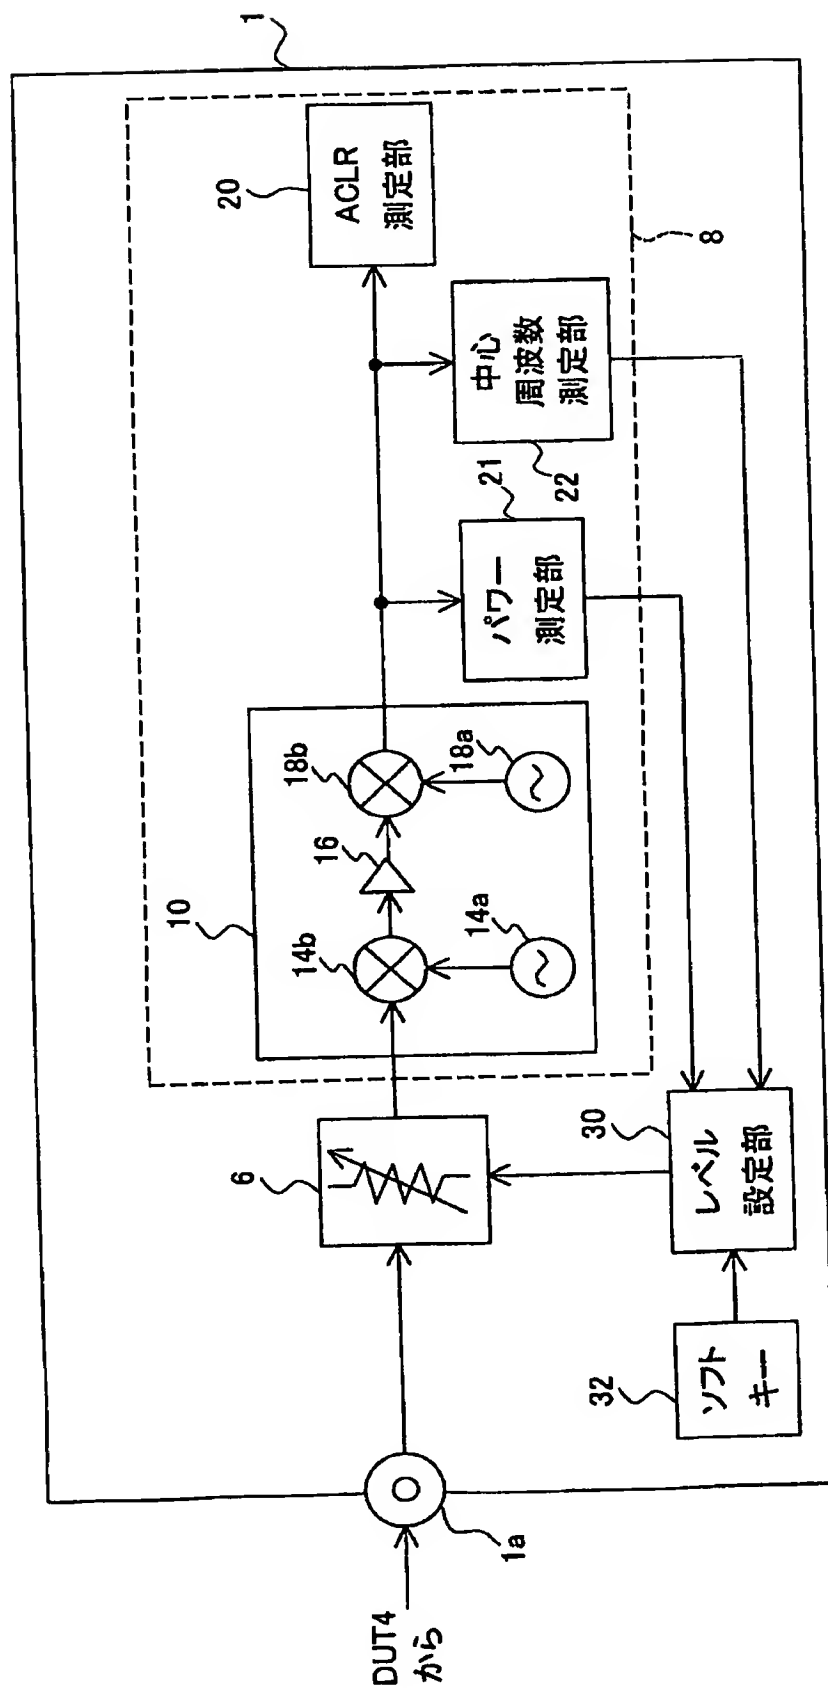 1
8
20
ACLR
測定部
中心
周波数
測定部
22
21
パワー
測定部
10
14b
16
18b
14a
18a
6
30
レベル
設定部
32
ソフト
キー
1a
DUT4
から